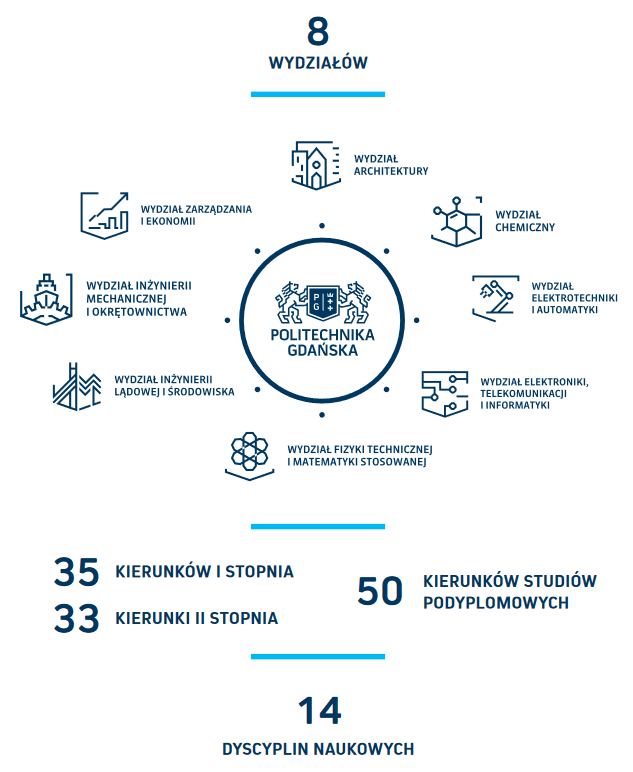 8
WYDZIAŁÓW
WYDZIAŁ
ARCHITEKTURY
WYDZIAŁ ZARZĄDZANIA
I EKONOMII
WYDZIAŁ
CHEMICZNY
WYDZIAŁ INŻYNIERII
MECHANICZNEJ
I OKRĘTOWNICTWA
WYDZIAŁ
ELEKTROTECHNIKI
I AUTOMATYKI
P
G
POLITECHNIKA
GDAŃSKA
WYDZIAŁ INŻYNIERII
LĄDOWEJ I ŚRODOWISKA
WYDZIAŁ ELEKTRONIKI,
TELEKOMUNIKACJI
I INFORMATYKI
WYDZIAŁ FIZYKI TECHNICZNEJ
I MATEMATYKI STOSOWANEJ
35 KIERUNKÓW I STOPNIA
33 KIERUNKI II STOPNIA
50 KIERUNKÓW STUDIÓW
PODYPLOMOWYCH
14
DYSCYPLIN NAUKOWYCH